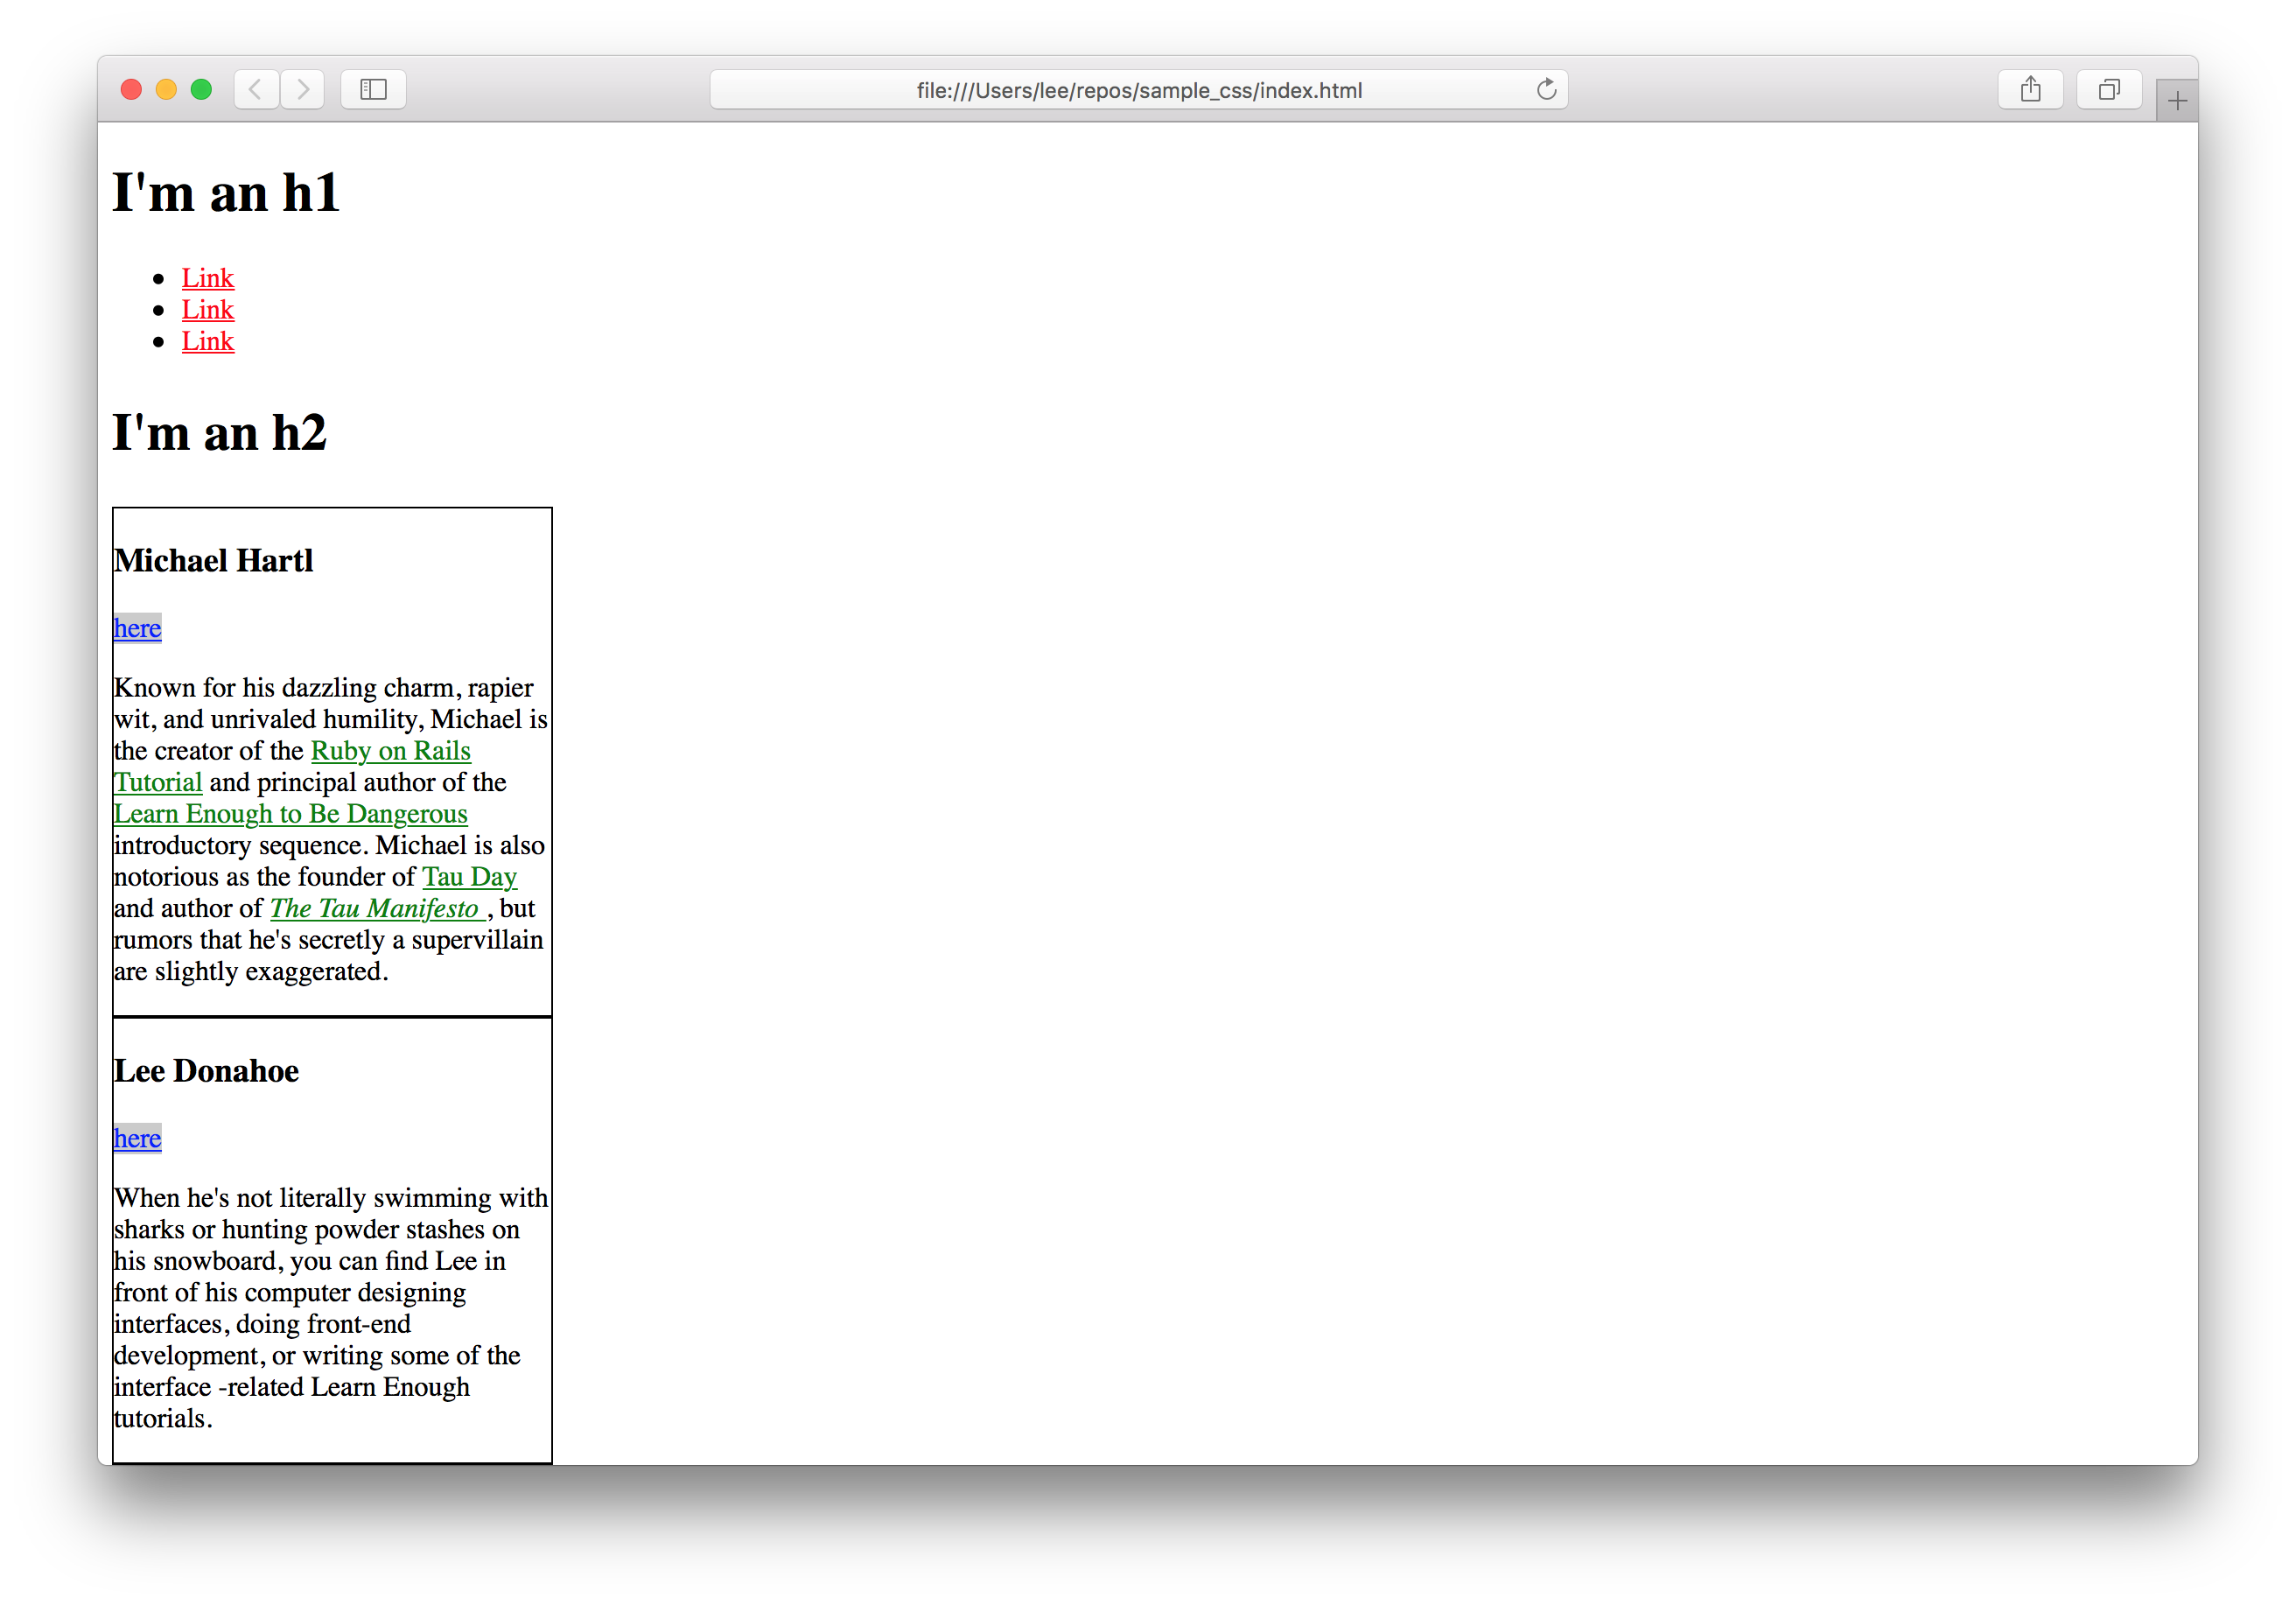 file:///Users/lee/repos/sample_css/index.html
I'm an h1
Link
Link
Link
I'm an h2
Michael Hartl
here
Known for his dazzling charm, rapier
wit, and unrivaled humility, Michael is
the creator of the Ruby on Rails
Tutorial and principal author of the
Learn Enough to Be Dangerous
introductory sequence. Michael is also
notorious as the founder of Tau Day
and author of The Tau Manifesto , but
rumors that he's secretly a supervillain
are slightly exaggerated.
Lee Donahoe
here
When he's not literally swimming with
sharks or hunting powder stashes on
his snowboard, you can find Lee in
front of his computer designing
interfaces, doing front-end
development, or writing some of the
interface -related Learn Enough
tutorials.